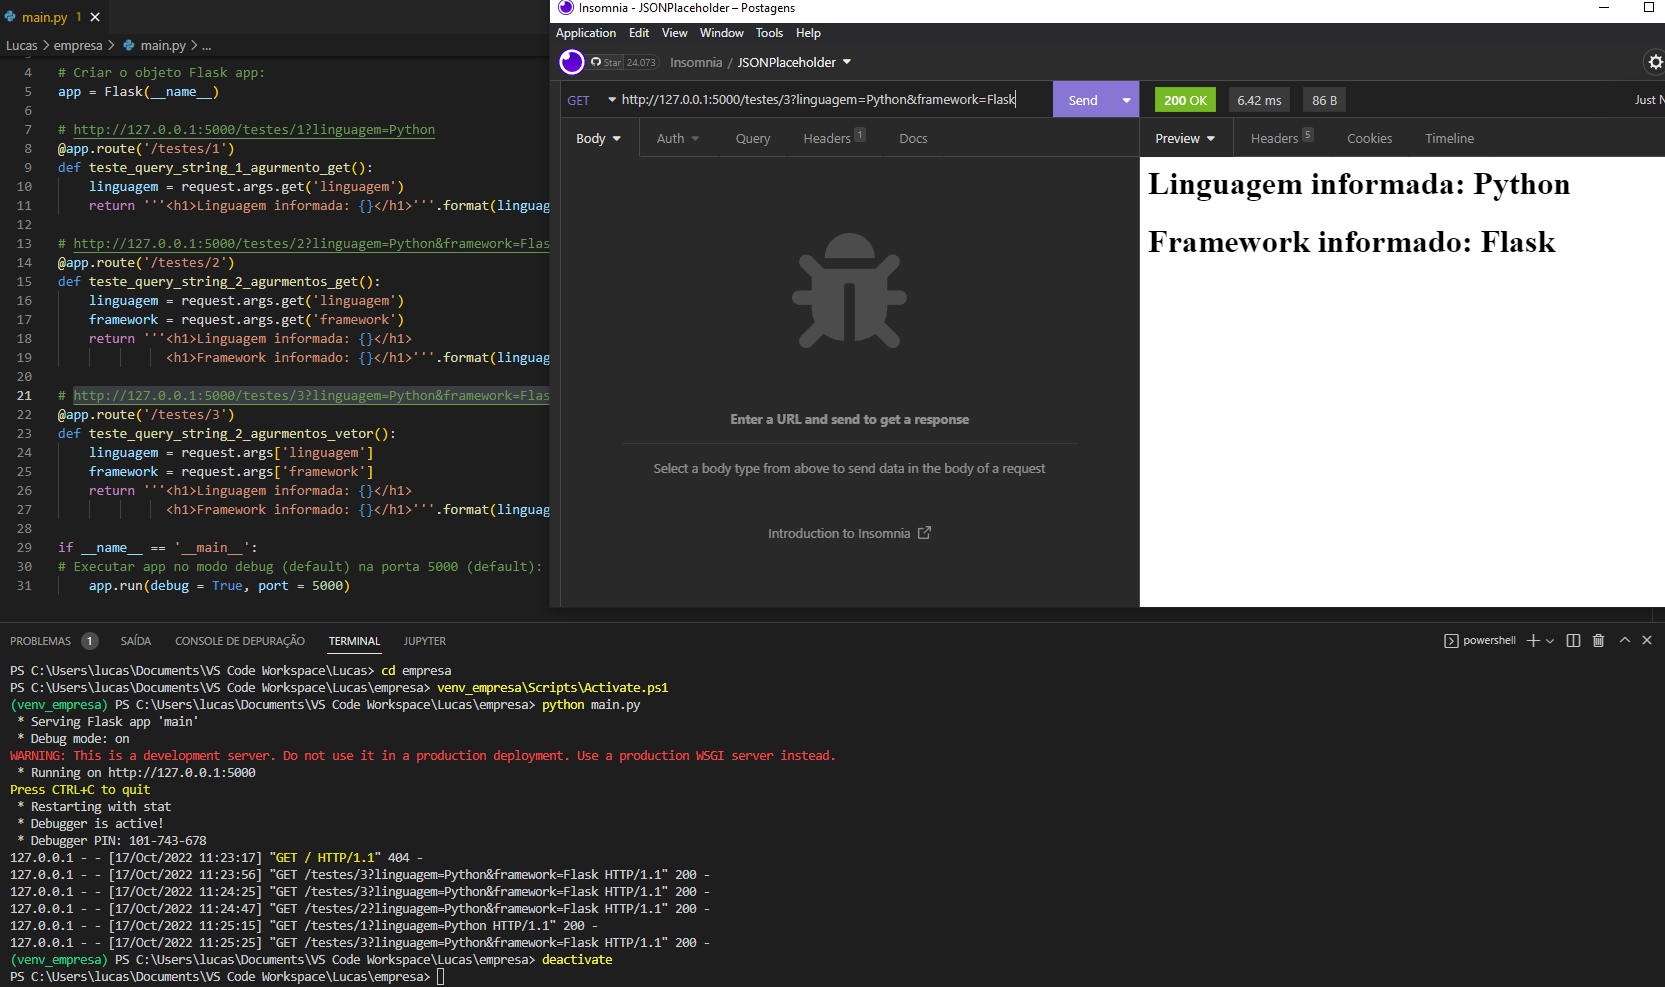 main.py 1
Lucas > empresa > main.py > ...
4 # Criar o objeto Flask app:
5 app = Flask(__name__)
6
7 # http://127.0.0.1:5000/testes/1?linguagem=Python
8 @app.route('/testes/1')
9 def teste_query_string_1_agurmento_get():
10 linguagem = request.args.get('linguagem')
11 return '''<h1>Linguagem informada: {}</h1>'''.format(linguag
12
13 # http://127.0.0.1:5000/testes/2?linguagem=Python&framework=Flas
14 @app.route('/testes/2')
15 def teste_query_string_2_agurmentos_get():
16 linguagem = request.args.get('linguagem')
17 framework = request.args.get('framework')
18 return '''<h1>Linguagem informada: {}</h1>
19 <h1>Framework informado: {}</h1>'''.format(linguag
20
21 # http://127.0.0.1:5000/testes/3?linguagem=Python&framework=Flas
22 @app.route('/testes/3')
23 def teste_query_string_2_agurmentos_vetor():
24 linguagem = request.args['linguagem']
25 framework = request.args['framework']
26 return '''<h1>Linguagem informada: {}</h1>
27 <h1>Framework informado: {}</h1>'''.format(linguag
28
29 if __name__ == '__main__':
30 # Executar app no modo debug (default) na porta 5000 (default):
31 app.run(debug = True, port = 5000)
Insomnia - JSONPlaceholder – Postagens
Application Edit View Window Tools Help
Star 24.073 Insomnia / JSONPlaceholder
GET http://127.0.0.1:5000/testes/3?linguagem=Python&framework=Flask Send 200 OK 6.42 ms 86 B Just N
Body Auth Query Headers 1 Docs
Preview Headers 5 Cookies Timeline
Enter a URL and send to get a response
Select a body type from above to send data in the body of a request
Introduction to Insomnia
Linguagem informada: Python
Framework informado: Flask
PROBLEMAS 1 SAÍDA CONSOLE DE DEPURAÇÃO TERMINAL JUPYTER powershell
PS C:\Users\lucas\Documents\VS Code Workspace\Lucas> cd empresa
PS C:\Users\lucas\Documents\VS Code Workspace\Lucas\empresa> venv_empresa\Scripts\Activate.ps1
(venv_empresa) PS C:\Users\lucas\Documents\VS Code Workspace\Lucas\empresa> python main.py
* Serving Flask app 'main'
* Debug mode: on
WARNING: This is a development server. Do not use it in a production deployment. Use a production WSGI server instead.
* Running on http://127.0.0.1:5000
Press CTRL+C to quit
* Restarting with stat
* Debugger is active!
* Debugger PIN: 101-743-678
127.0.0.1 - - [17/Oct/2022 11:23:17] "GET / HTTP/1.1" 404 -
127.0.0.1 - - [17/Oct/2022 11:23:56] "GET /testes/3?linguagem=Python&framework=Flask HTTP/1.1" 200 -
127.0.0.1 - - [17/Oct/2022 11:24:25] "GET /testes/3?linguagem=Python&framework=Flask HTTP/1.1" 200 -
127.0.0.1 - - [17/Oct/2022 11:24:47] "GET /testes/2?linguagem=Python&framework=Flask HTTP/1.1" 200 -
127.0.0.1 - - [17/Oct/2022 11:25:15] "GET /testes/1?linguagem=Python HTTP/1.1" 200 -
127.0.0.1 - - [17/Oct/2022 11:25:25] "GET /testes/3?linguagem=Python&framework=Flask HTTP/1.1" 200 -
(venv_empresa) PS C:\Users\lucas\Documents\VS Code Workspace\Lucas\empresa> deactivate
PS C:\Users\lucas\Documents\VS Code Workspace\Lucas\empresa>